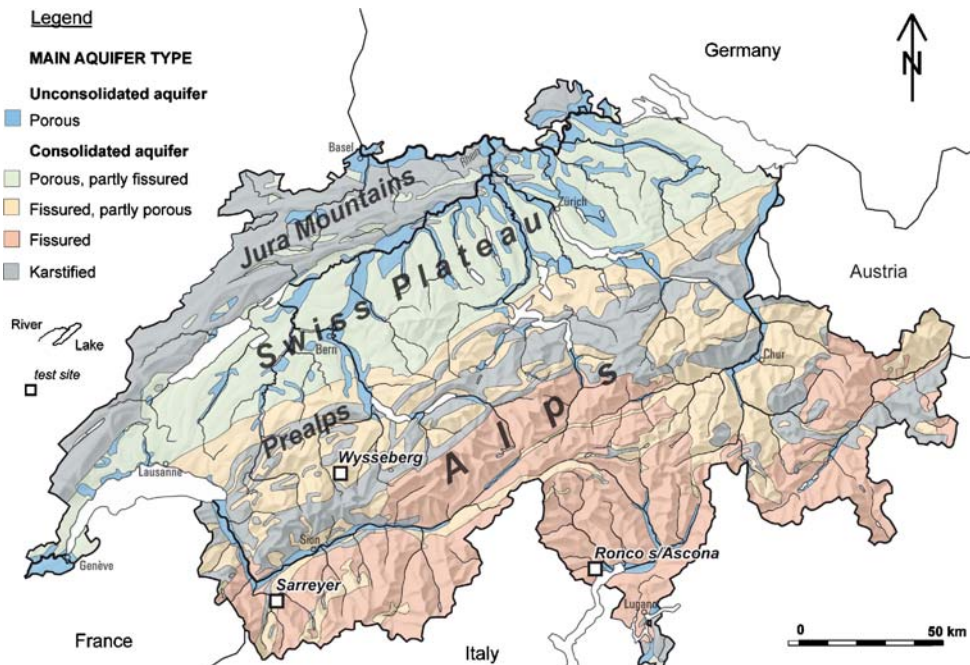 Legend
MAIN AQUIFER TYPE
Unconsolidated aquifer
Porous
Consolidated aquifer
Porous, partly fissured
Fissured, partly porous
Fissured
Karstified
River
Lake
test site
Germany
N
Basel
Rhein
Jura Mountains
Zürich
Swiss Plateau
Austria
Bern
Chur
Prealps
Alps
Wysseberg
Lausanne
Sion
Ronco s/Ascona
Genève
Sarreyer
Lugano
France
Italy
0 50 km